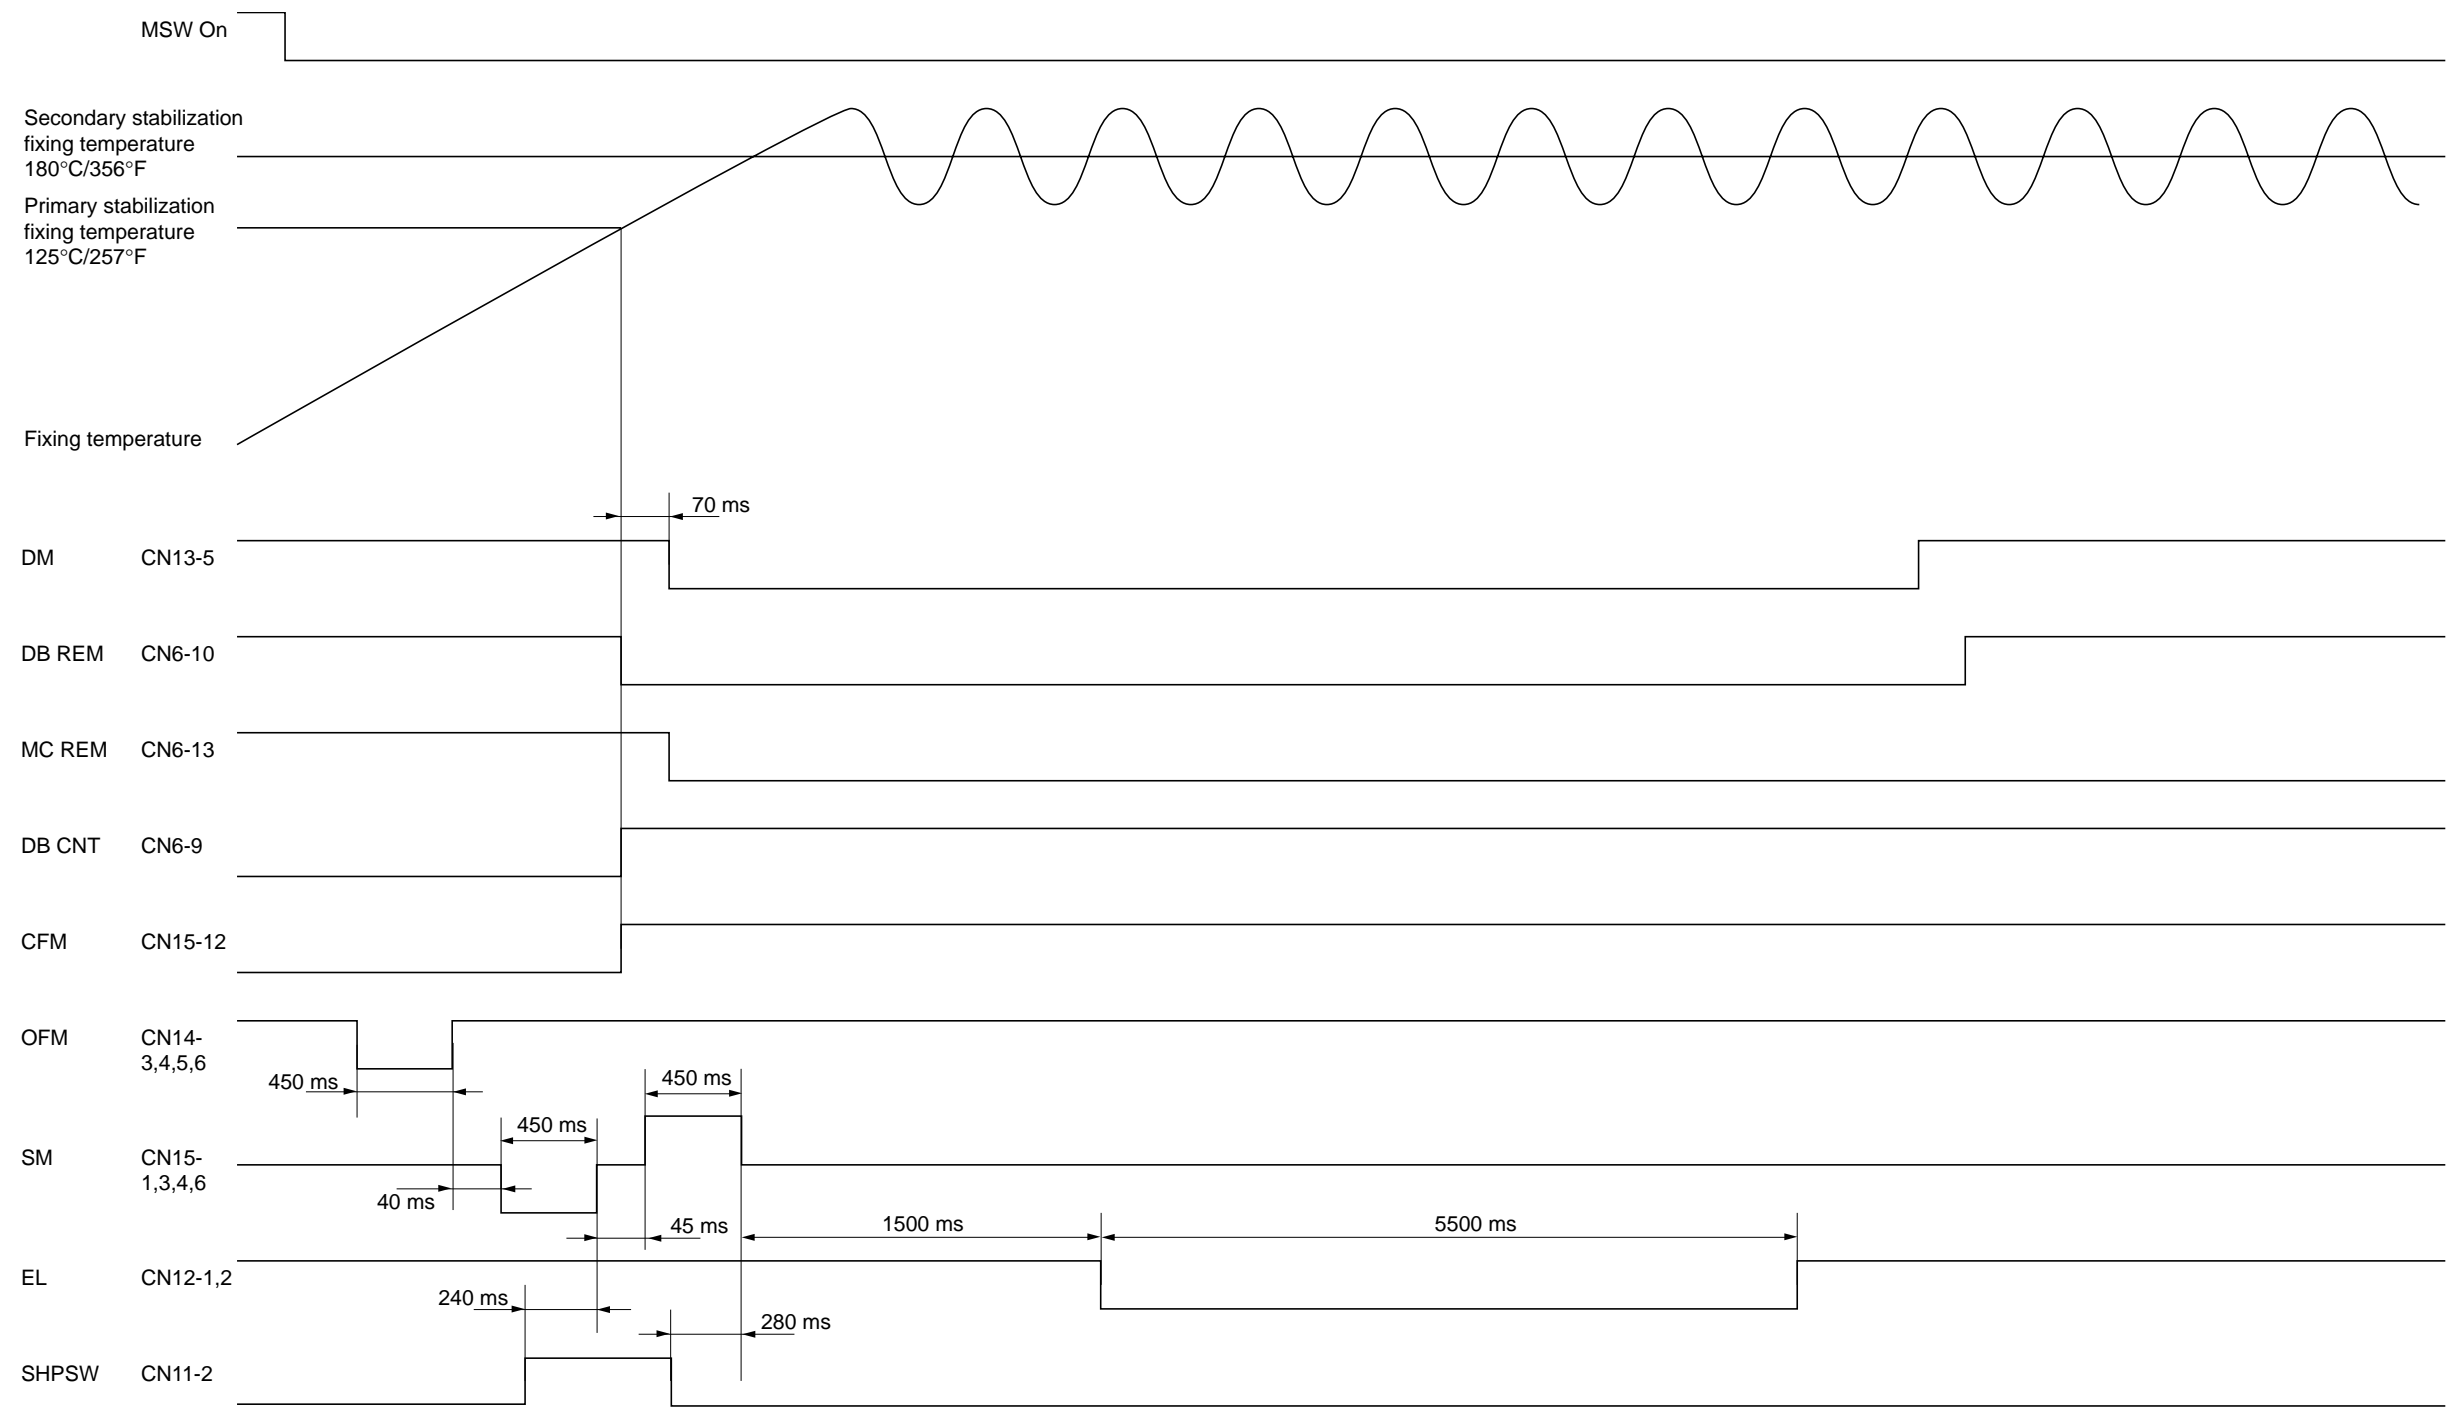 MSW On
Secondary stabilization
fixing temperature
180°C/356°F
Primary stabilization
fixing temperature
125°C/257°F
Fixing temperature
70 ms
DM CN13-5
DB REM CN6-10
MC REM CN6-13
DB CNT CN6-9
CFM CN15-12
OFM CN14-
3,4,5,6
450 ms
450 ms
450 ms
SM CN15-
1,3,4,6
40 ms
45 ms
1500 ms
5500 ms
EL CN12-1,2
240 ms
280 ms
SHPSW CN11-2